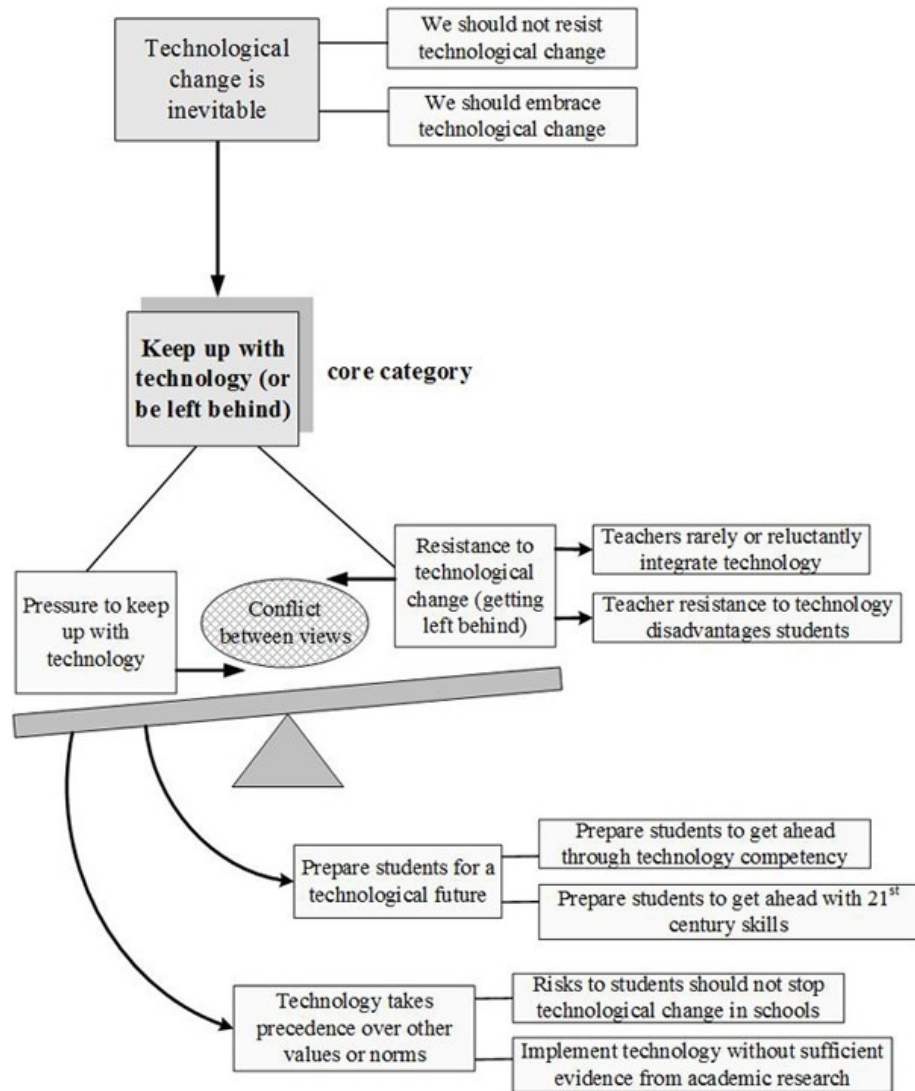 Technological
change is
inevitable
We should not resist
technological change
We should embrace
technological change
Keep up with
technology (or
be left behind)
core category
Pressure to keep
up with
technology
Conflict
between views
Resistance to
technological
change (getting
left behind)
Teachers rarely or reluctantly
integrate technology
Teacher resistance to technology
disadvantages students
Prepare students for a
technological future
Prepare students to get ahead
through technology competency
Prepare students to get ahead with 21st
century skills
Technology takes
precedence over other
values or norms
Risks to students should not stop
technological change in schools
Implement technology without sufficient
evidence from academic research